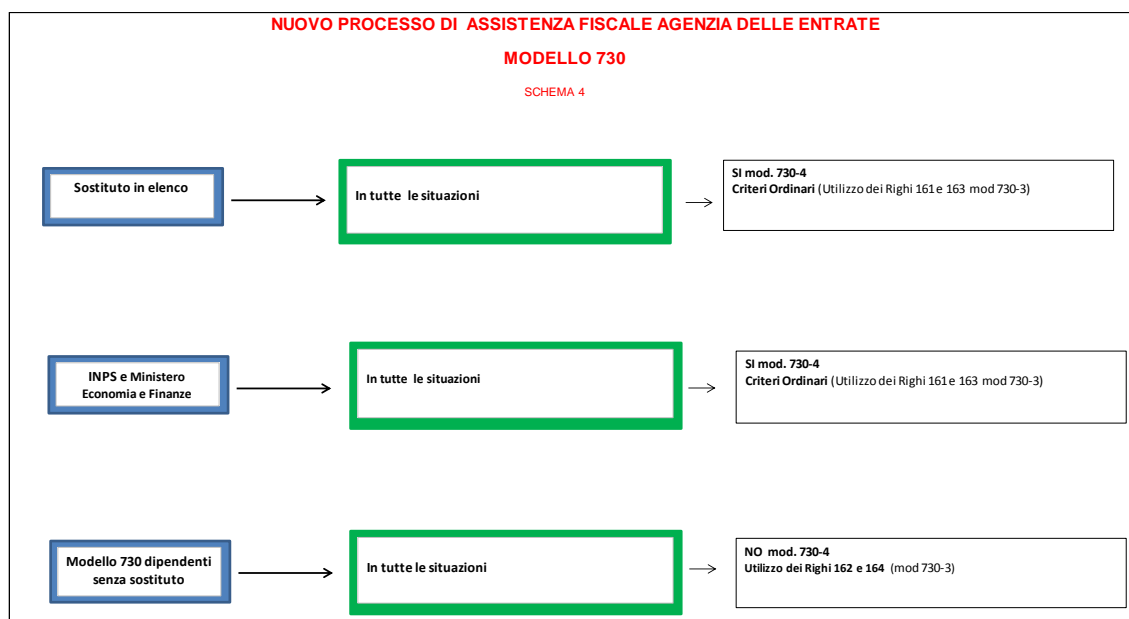 NUOVO PROCESSO DI ASSISTENZA FISCALE AGENZIA DELLE ENTRATE
MODELLO 730
SCHEMA 4
Sostituto in elenco
In tutte le situazioni
SI mod. 730-4
Criteri Ordinari (Utilizzo dei Righi 161 e 163 mod 730-3)
INPS e Ministero
Economia e Finanze
In tutte le situazioni
SI mod. 730-4
Criteri Ordinari (Utilizzo dei Righi 161 e 163 mod 730-3)
Modello 730 dipendenti
senza sostituto
In tutte le situazioni
NO mod. 730-4
Utilizzo dei Righi 162 e 164 (mod 730-3)